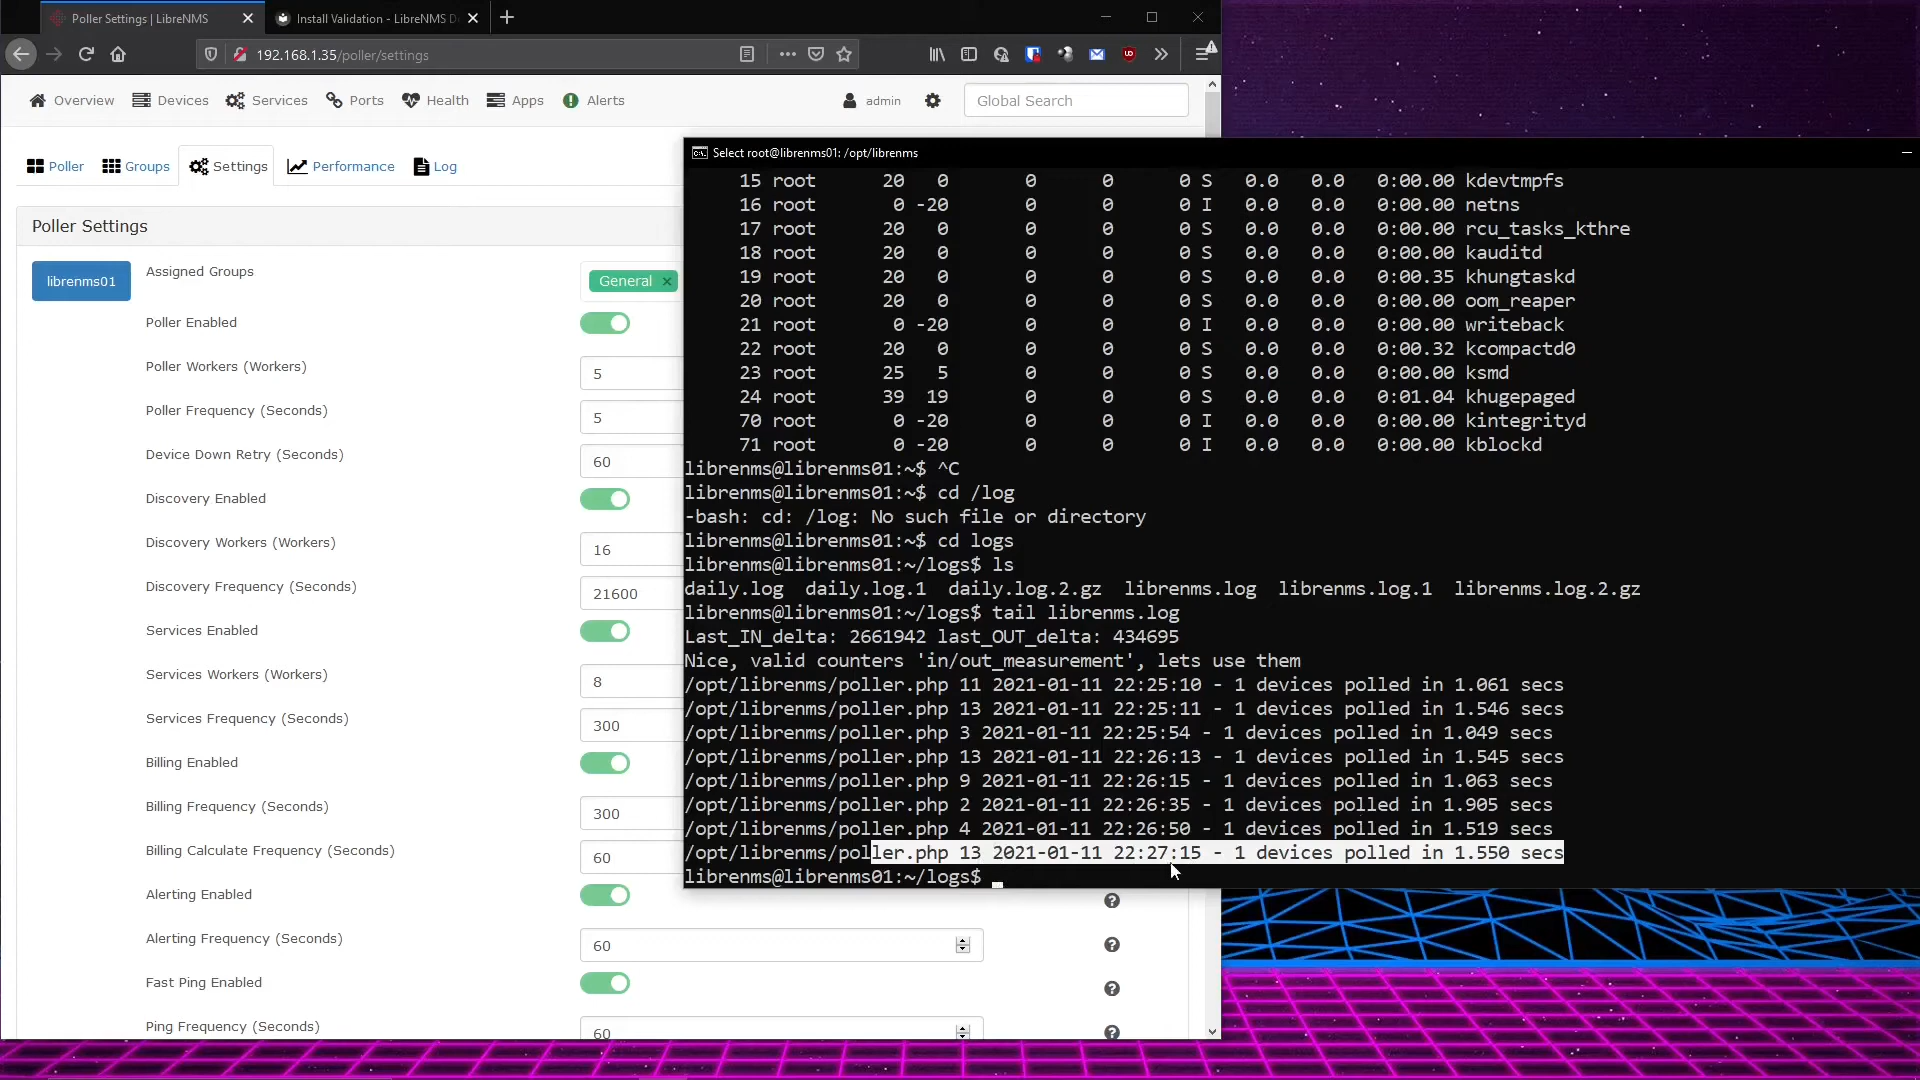 Poller Settings | LibreNMS
Install Validation - LibreNMS D
192.168.1.35/poller/settings
Overview Devices Services Ports Health Apps Alerts admin Global Search
Poller Groups Settings Performance Log
Poller Settings
librenms01
Assigned Groups
General ×
Poller Enabled
Poller Workers (Workers)
5
Poller Frequency (Seconds)
5
Device Down Retry (Seconds)
60
Discovery Enabled
Discovery Workers (Workers)
16
Discovery Frequency (Seconds)
21600
Services Enabled
Services Workers (Workers)
8
Services Frequency (Seconds)
300
Billing Enabled
Billing Frequency (Seconds)
300
Billing Calculate Frequency (Seconds)
60
Alerting Enabled
Alerting Frequency (Seconds)
60
Fast Ping Enabled
Ping Frequency (Seconds)
60
Select root@librenms01: /opt/librenms
15 root 20 0 0 0 0 S 0.0 0.0 0:00.00 kdevtmpfs
16 root 0 -20 0 0 0 I 0.0 0.0 0:00.00 netns
17 root 20 0 0 0 0 S 0.0 0.0 0:00.00 rcu_tasks_kthre
18 root 20 0 0 0 0 S 0.0 0.0 0:00.00 kauditd
19 root 20 0 0 0 0 S 0.0 0.0 0:00.35 khungtaskd
20 root 20 0 0 0 0 S 0.0 0.0 0:00.00 oom_reaper
21 root 0 -20 0 0 0 I 0.0 0.0 0:00.00 writeback
22 root 20 0 0 0 0 S 0.0 0.0 0:00.32 kcompactd0
23 root 25 5 0 0 0 S 0.0 0.0 0:00.00 ksmd
24 root 39 19 0 0 0 S 0.0 0.0 0:01.04 khugepaged
70 root 0 -20 0 0 0 I 0.0 0.0 0:00.00 kintegrityd
71 root 0 -20 0 0 0 I 0.0 0.0 0:00.00 kblockd
librenms@librenms01:~$ ^C
librenms@librenms01:~$ cd /log
-bash: cd: /log: No such file or directory
librenms@librenms01:~$ cd logs
librenms@librenms01:~/logs$ ls
daily.log daily.log.1 daily.log.2.gz librenms.log librenms.log.1 librenms.log.2.gz
librenms@librenms01:~/logs$ tail librenms.log
Last_IN_delta: 2661942 last_OUT_delta: 434695
Nice, valid counters 'in/out_measurement', lets use them
/opt/librenms/poller.php 11 2021-01-11 22:25:10 - 1 devices polled in 1.061 secs
/opt/librenms/poller.php 13 2021-01-11 22:25:11 - 1 devices polled in 1.546 secs
/opt/librenms/poller.php 3 2021-01-11 22:25:54 - 1 devices polled in 1.049 secs
/opt/librenms/poller.php 13 2021-01-11 22:26:13 - 1 devices polled in 1.545 secs
/opt/librenms/poller.php 9 2021-01-11 22:26:15 - 1 devices polled in 1.063 secs
/opt/librenms/poller.php 2 2021-01-11 22:26:35 - 1 devices polled in 1.905 secs
/opt/librenms/poller.php 4 2021-01-11 22:26:50 - 1 devices polled in 1.519 secs
/opt/librenms/poller.php 13 2021-01-11 22:27:15 - 1 devices polled in 1.550 secs
librenms@librenms01:~/logs$